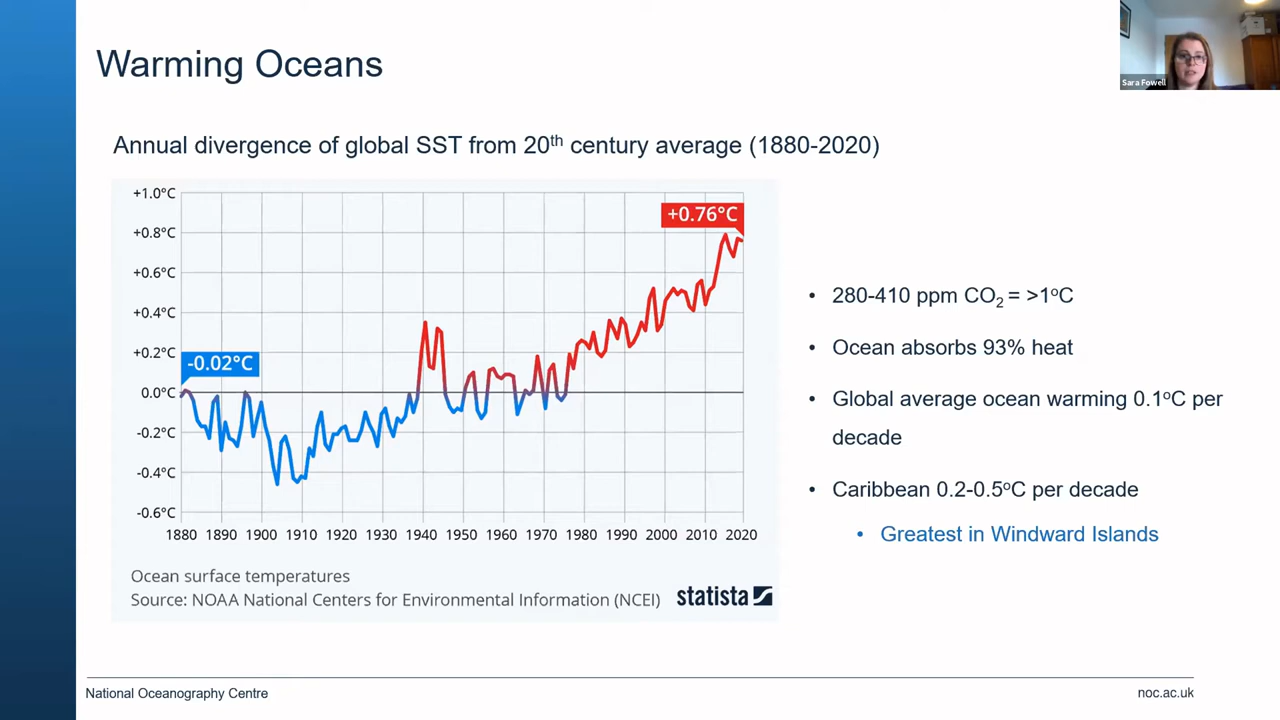 Warming Oceans
Sara Fowell
Annual divergence of global SST from 20th century average (1880-2020)
+1.0°C
+0.8°C
+0.6°C
+0.4°C
+0.2°C
0.0°C
-0.2°C
-0.4°C
-0.6°C
-0.02°C
+0.76°C
1880 1890 1900 1910 1920 1930 1940 1950 1960 1970 1980 1990 2000 2010 2020
Ocean surface temperatures
Source: NOAA National Centers for Environmental Information (NCEI)
statista
• 280-410 ppm CO2 = >1ºC
• Ocean absorbs 93% heat
• Global average ocean warming 0.1ºC per
decade
• Caribbean 0.2-0.5ºC per decade
• Greatest in Windward Islands
National Oceanography Centre
noc.ac.uk